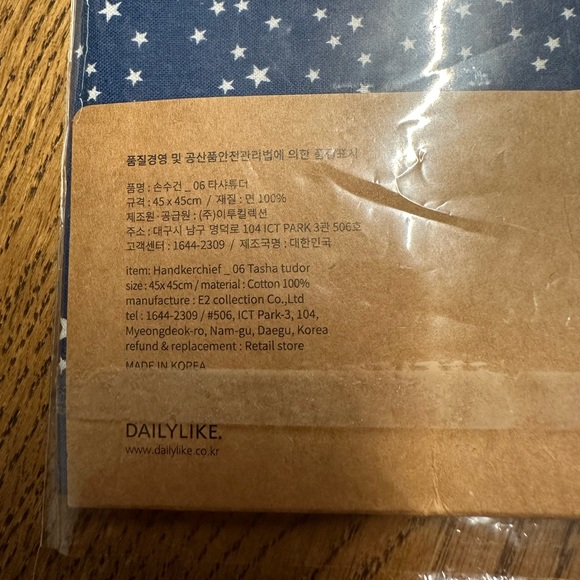 품질경영 및 공산품안전관리법에 의한 품질표시
품명 : 손수건 _ 06 타샤튜더
규격 : 45 x 45cm / 재질 : 면 100%
제조원 · 공급원 : (주)이투컬렉션
주소 : 대구시 남구 명덕로 104 ICT PARK 3관 506호
고객센터 : 1644-2309 / 제조국명 : 대한민국
item: Handkerchief _ 06 Tasha tudor
size : 45x 45cm / material : Cotton 100%
manufacture : E2 collection Co.,Ltd
tel : 1644-2309 / #506, ICT Park-3, 104,
Myeongdeok-ro, Nam-gu, Daegu, Korea
refund & replacement : Retail store
MADE IN KOREA
DAILYLIKE.
www.dailylike.co.kr